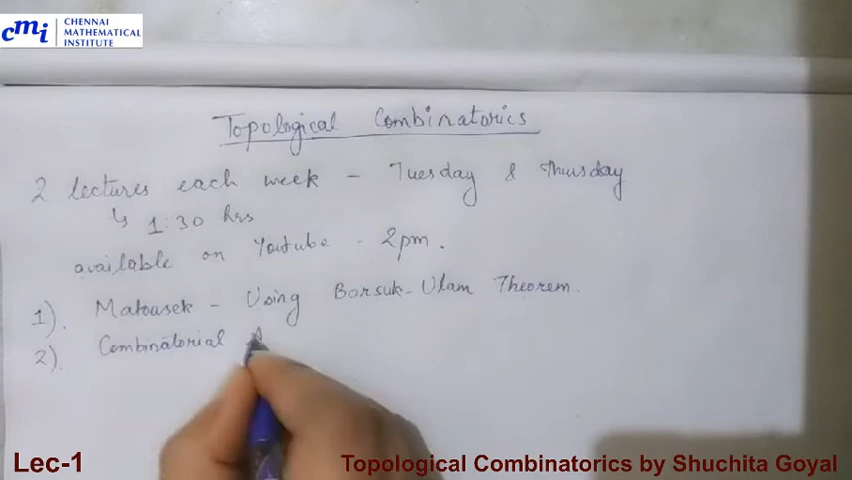 cmi CHENNAI
MATHEMATICAL
INSTITUTE
Topological Combinatorics
2 lectures each week - Tuesday & Thursday
↳ 1:30 hrs
available on Youtube - 2pm.
1). Matousek - Using Borsuk-Ulam Theorem.
2). Combinatorial A
Lec-1
Topological Combinatorics by Shuchita Goyal